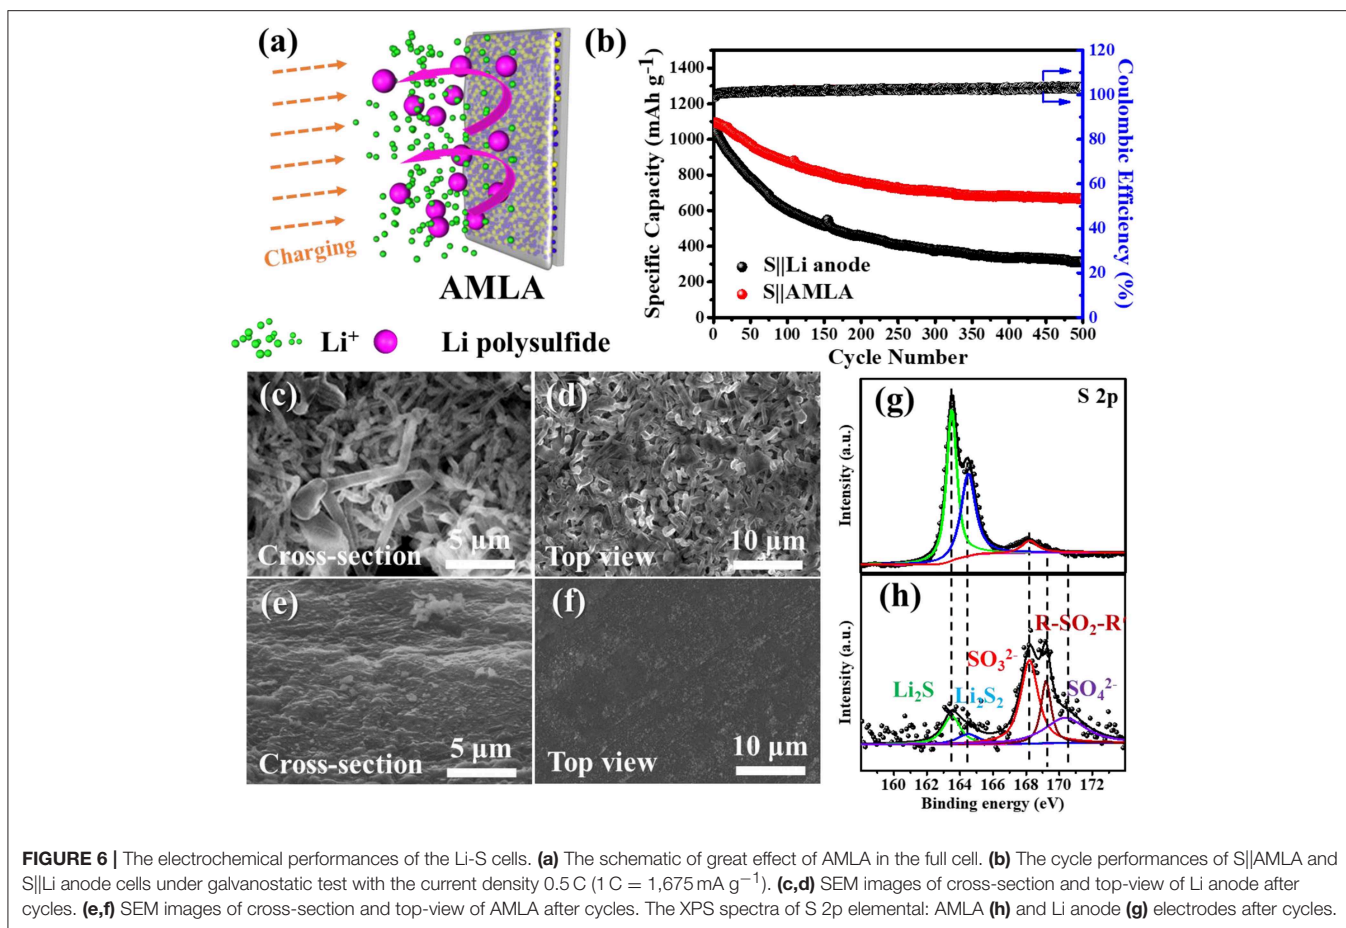 (a)
Charging
AMLA
Li⁺
Li polysulfide
(b)
Specific Capacity (mAh g⁻¹)
1400
1200
1000
800
600
400
200
0
120
100
80
60
40
20
0
Coulombic Efficiency (%)
S||Li anode
S||AMLA
0 50 100 150 200 250 300 350 400 450 500
Cycle Number
(c)
Cross-section
5 μm
(d)
Top view
10 μm
(e)
Cross-section
5 μm
(f)
Top view
10 μm
(g)
S 2p
Intensity (a.u.)
(h)
R-SO₂-R'
SO₃²⁻
Li₂S
Li₂S₂
SO₄²⁻
Intensity (a.u.)
160 162 164 166 168 170 172
Binding energy (eV)
FIGURE 6 | The electrochemical performances of the Li-S cells. (a) The schematic of great effect of AMLA in the full cell. (b) The cycle performances of S||AMLA and
S||Li anode cells under galvanostatic test with the current density 0.5 C (1 C = 1,675 mA g⁻¹). (c,d) SEM images of cross-section and top-view of Li anode after
cycles. (e,f) SEM images of cross-section and top-view of AMLA after cycles. The XPS spectra of S 2p elemental: AMLA (h) and Li anode (g) electrodes after cycles.